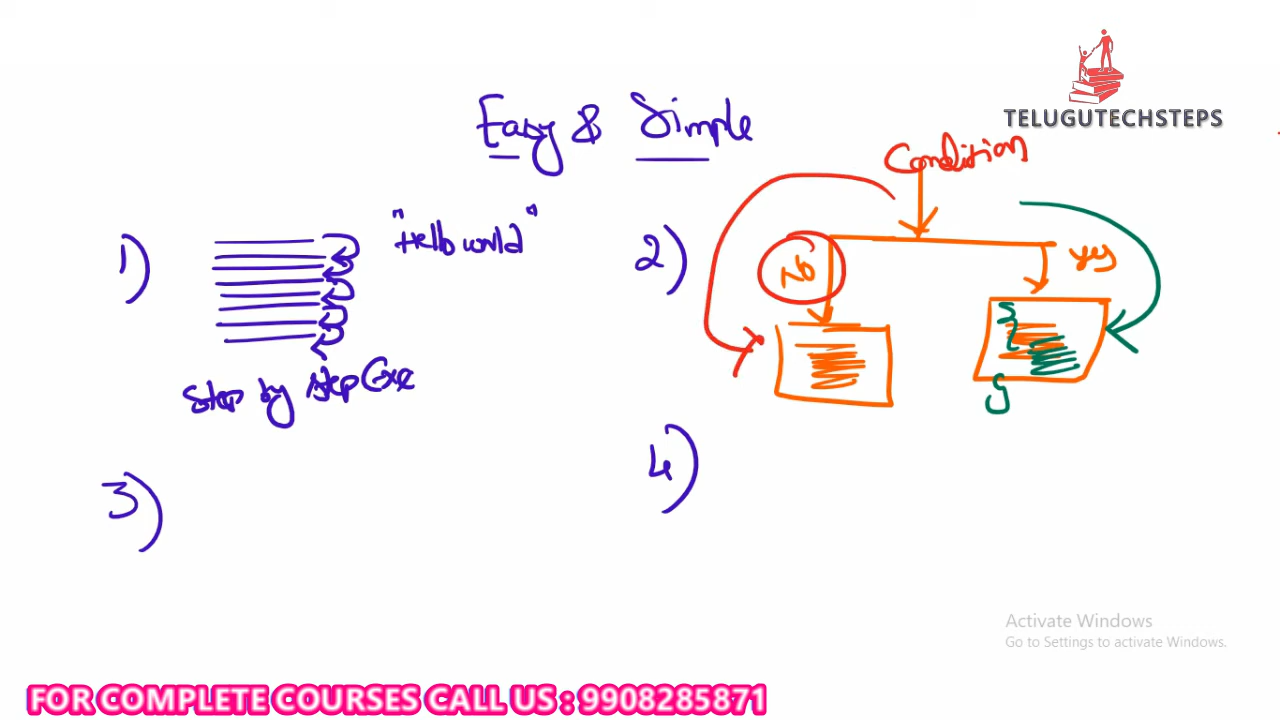 TELUGUTECHSTEPS
Easy & Simple
Condition
1)
"Hello world"
2)
No
yes
Step by step Exe
3)
4)
Activate Windows
Go to Settings to activate Windows.
FOR COMPLETE COURSES CALL US : 9908285871